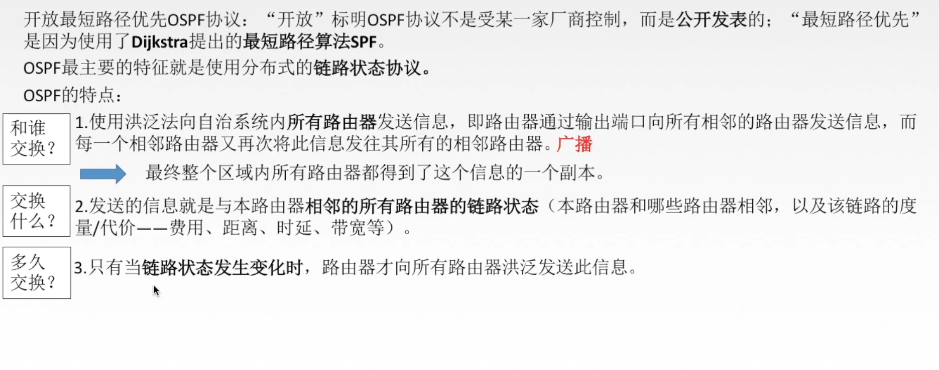 开放最短路径优先OSPF协议：“开放”标明OSPF协议不是受某一家厂商控制，而是公开发表的；“最短路径优先”
是因为使用了Dijkstra提出的最短路径算法SPF。
OSPF最主要的特征就是使用分布式的链路状态协议。
OSPF的特点：
和谁
交换？
1.使用洪泛法向自治系统内所有路由器发送信息，即路由器通过输出端口向所有相邻的路由器发送信息，而
每一个相邻路由器又再次将此信息发往其所有的相邻路由器。广播
最终整个区域内所有路由器都得到了这个信息的一个副本。
交换
什么？
2.发送的信息就是与本路由器相邻的所有路由器的链路状态（本路由器和哪些路由器相邻，以及该链路的度
量/代价——费用、距离、时延、带宽等）。
多久
交换？
3.只有当链路状态发生变化时，路由器才向所有路由器洪泛发送此信息。